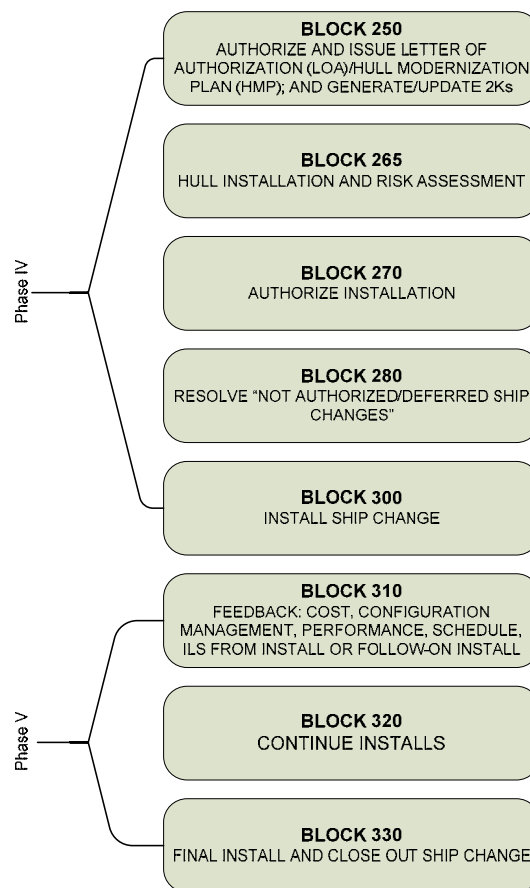 BLOCK 250
AUTHORIZE AND ISSUE LETTER OF
AUTHORIZATION (LOA)/HULL MODERNIZATION
PLAN (HMP); AND GENERATE/UPDATE 2Ks
BLOCK 265
HULL INSTALLATION AND RISK ASSESSMENT
Phase IV
BLOCK 270
AUTHORIZE INSTALLATION
BLOCK 280
RESOLVE “NOT AUTHORIZED/DEFERRED SHIP
CHANGES”
BLOCK 300
INSTALL SHIP CHANGE
BLOCK 310
FEEDBACK: COST, CONFIGURATION
MANAGEMENT, PERFORMANCE, SCHEDULE,
ILS FROM INSTALL OR FOLLOW-ON INSTALL
Phase V
BLOCK 320
CONTINUE INSTALLS
BLOCK 330
FINAL INSTALL AND CLOSE OUT SHIP CHANGE